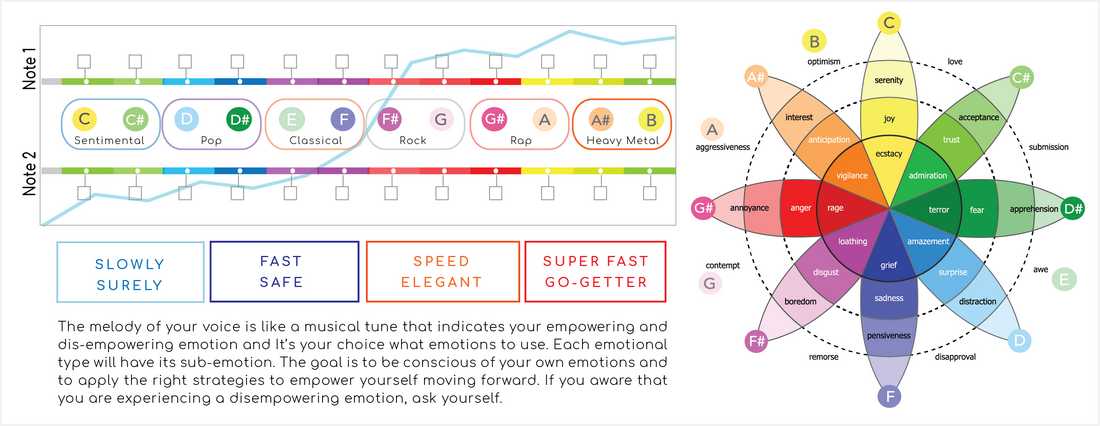 Note 1
C
C#
D
D#
E
F
F#
G
G#
A
A#
B
Sentimental
Pop
Classical
Rock
Rap
Heavy Metal
Note 2
SLOWLY
SURELY
FAST
SAFE
SPEED
ELEGANT
SUPER FAST
GO-GETTER
The melody of your voice is like a musical tune that indicates your empowering and
dis-empowering emotion and It's your choice what emotions to use. Each emotional
type will have its sub-emotion. The goal is to be conscious of your own emotions and
to apply the right strategies to empower yourself moving forward. If you aware that
you are experiencing a disempowering emotion, ask yourself.
C
B
optimism
love
A#
C#
serenity
interest
joy
acceptance
A
aggressiveness
anticipation
trust
submission
ecstasy
vigilance
admiration
G#
annoyance
anger
rage
terror
fear
apprehension
D#
loathing
amazement
contempt
grief
awe
G
disgust
surprise
E
boredom
sadness
distraction
F#
pensiveness
D
remorse
disapproval
F